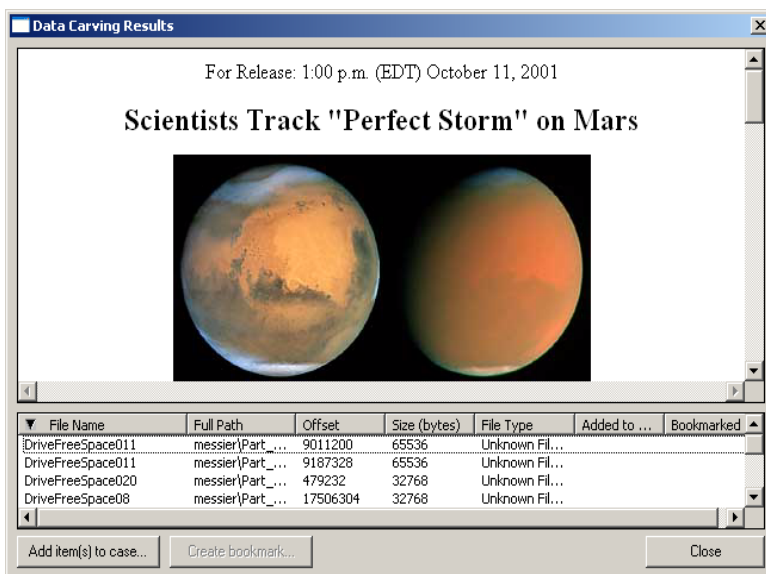 Data Carving Results
For Release: 1:00 p.m. (EDT) October 11, 2001
Scientists Track "Perfect Storm" on Mars
File Name Full Path Offset Size (bytes) File Type Added to ... Bookmarked
DriveFreeSpace011 messier\Part_... 9011200 65536 Unknown Fil...
DriveFreeSpace011 messier\Part_... 9187328 65536 Unknown Fil...
DriveFreeSpace020 messier\Part_... 479232 32768 Unknown Fil...
DriveFreeSpace08 messier\Part_... 17506304 32768 Unknown Fil...
Add item(s) to case... Create bookmark... Close